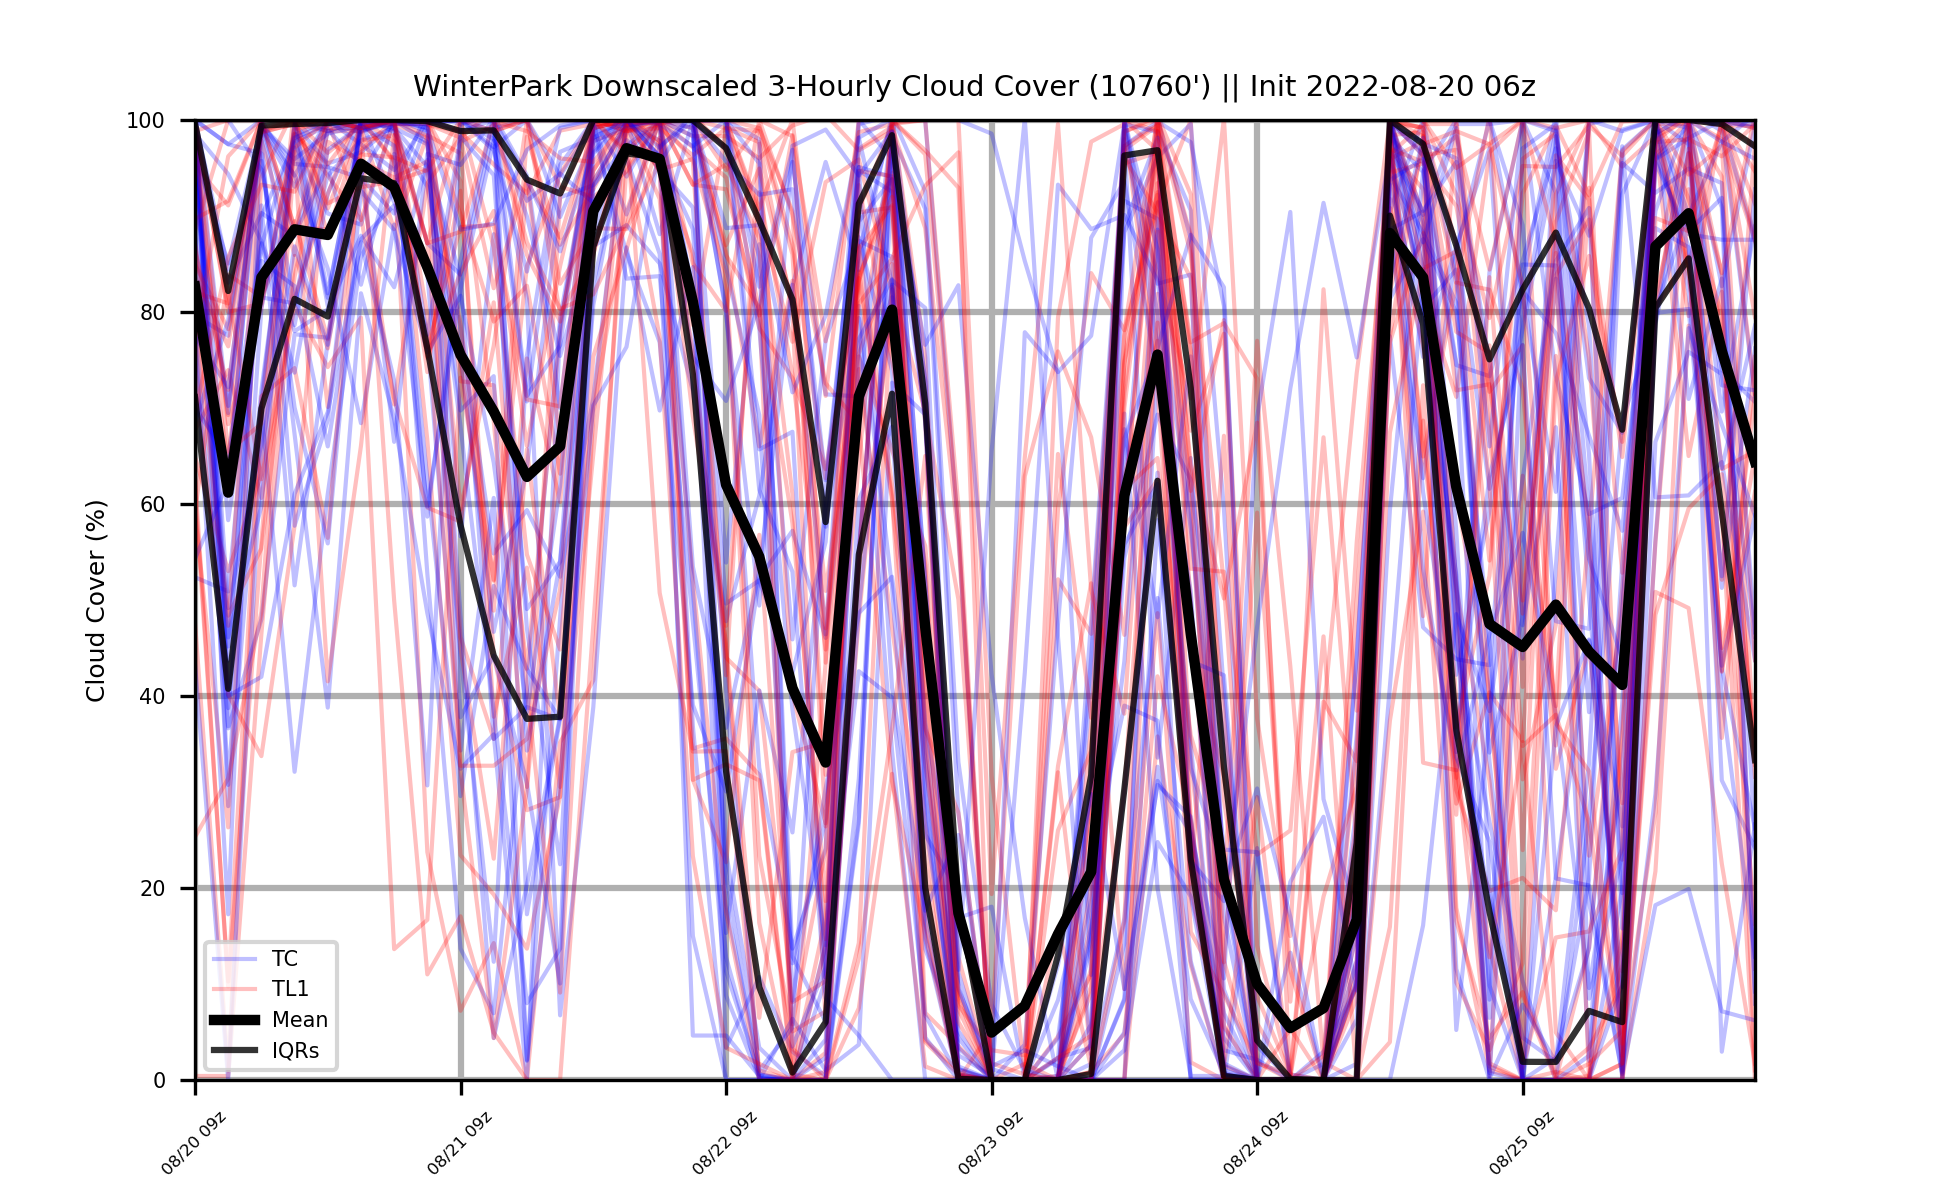 WinterPark Downscaled 3-Hourly Cloud Cover (10760') || Init 2022-08-20 06z
Cloud Cover (%)
100
80
60
40
20
0
TC
TL1
Mean
IQRs
08/20 09z
08/21 09z
08/22 09z
08/23 09z
08/24 09z
08/25 09z